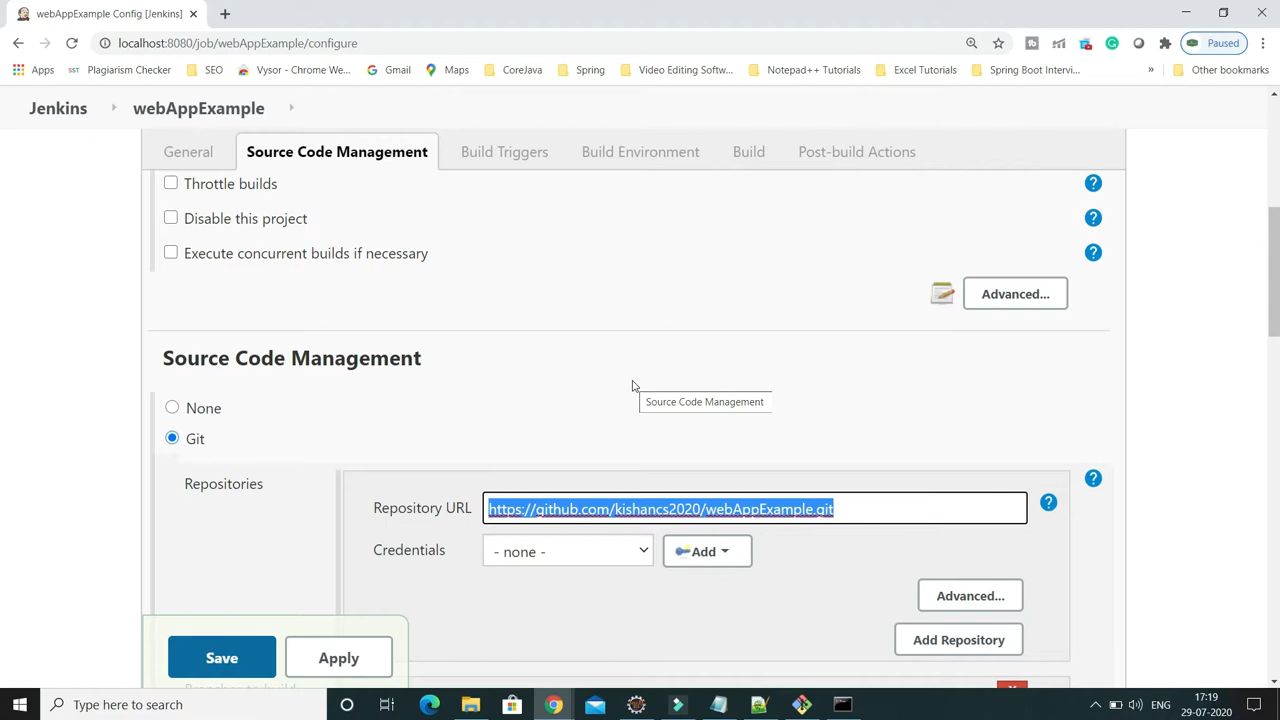 webAppExample Config [Jenkins]
localhost:8080/job/webAppExample/configure
Paused
Apps
SST
Plagiarism Checker
SEO
Vysor - Chrome We...
Gmail
Maps
CoreJava
Spring
Video Editing Softw...
Notepad++ Tutorials
Excel Tutorials
Spring Boot Intervi...
»
Other bookmarks
Jenkins
webAppExample
General
Source Code Management
Build Triggers
Build Environment
Build
Post-build Actions
Throttle builds
?
Disable this project
?
Execute concurrent builds if necessary
?
Advanced...
Source Code Management
Source Code Management
None
Git
Repositories
?
Repository URL
https://github.com/kishancs2020/webAppExample.git
?
Credentials
- none -
Add
Advanced...
Add Repository
Save
Apply
Branches to build
Type here to search
ENG
17:19
29-07-2020